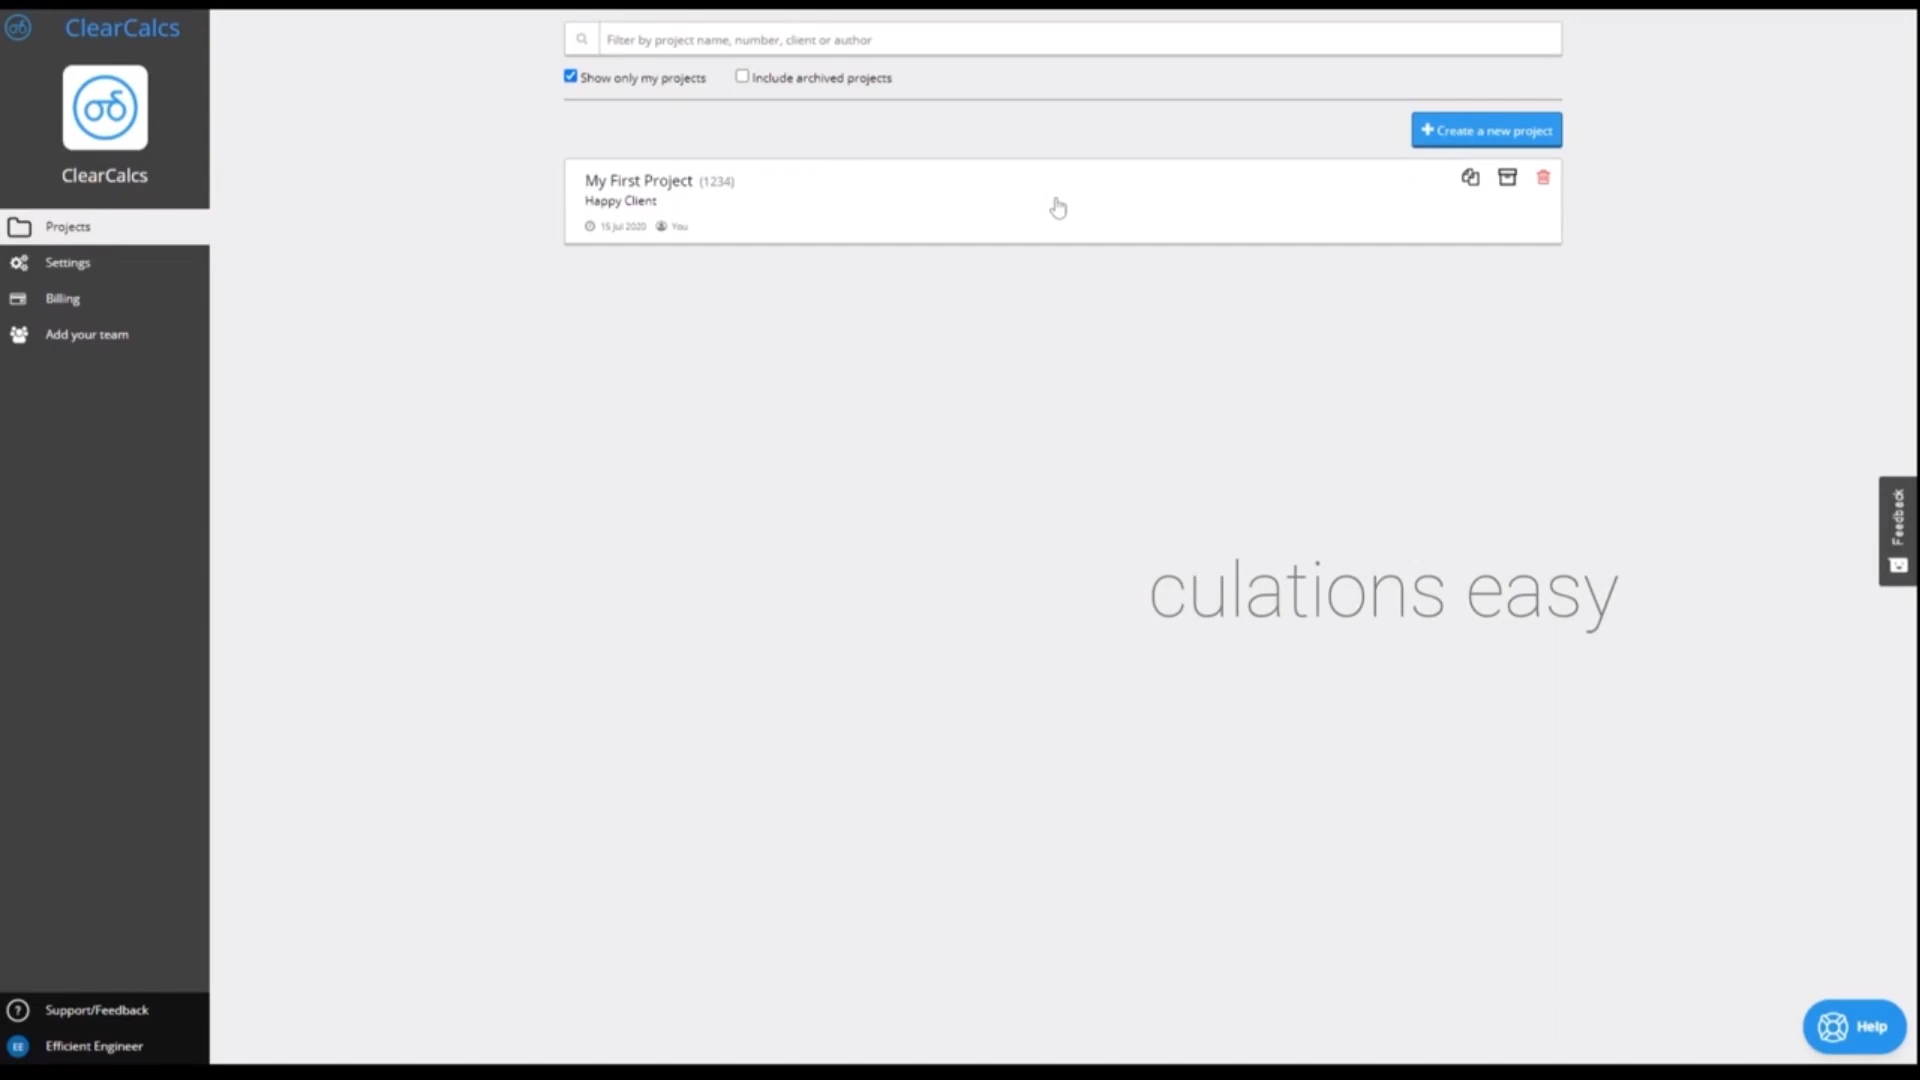 ClearCalcs
ClearCalcs
Projects
Settings
Billing
Add your team
Support/Feedback
EE Efficient Engineer
Filter by project name, number, client or author
Show only my projects Include archived projects
Create a new project
My First Project (1234)
Happy Client
15 Jul 2020 You
culations easy
Feedback
Help